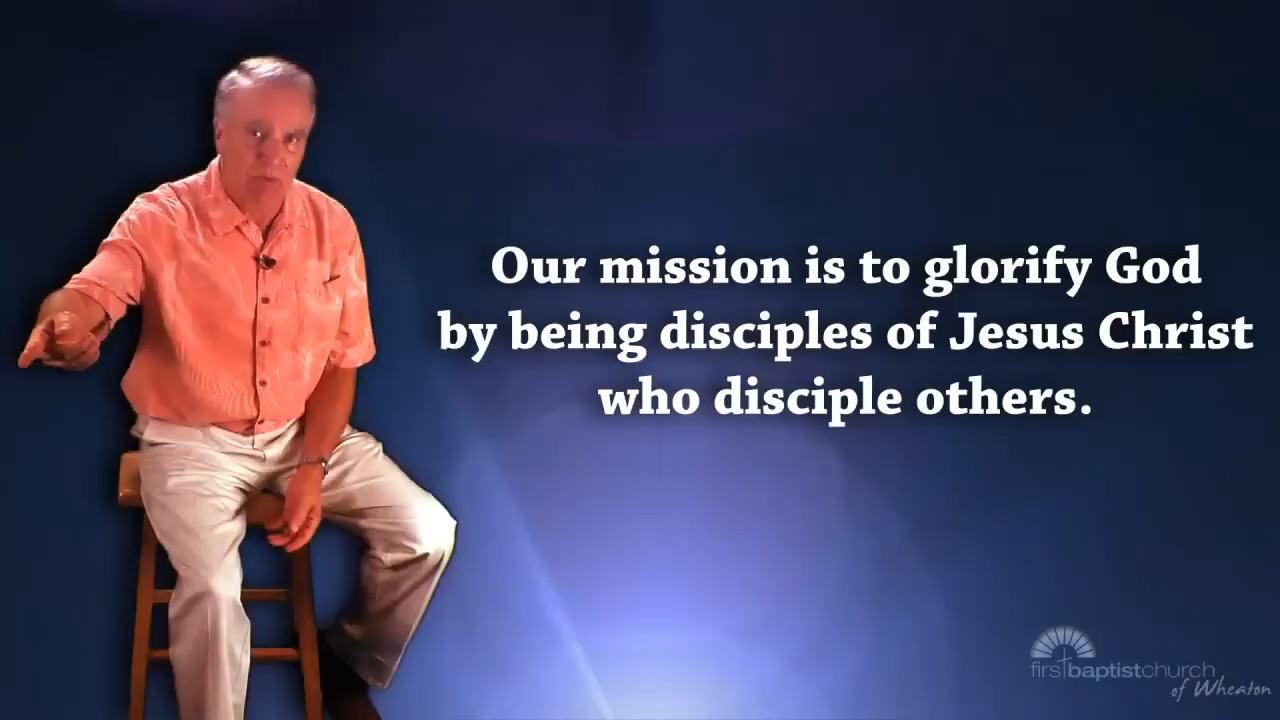 Our mission is to glorify God
by being disciples of Jesus Christ
who disciple others.
firstbaptistchurch
of Wheaton